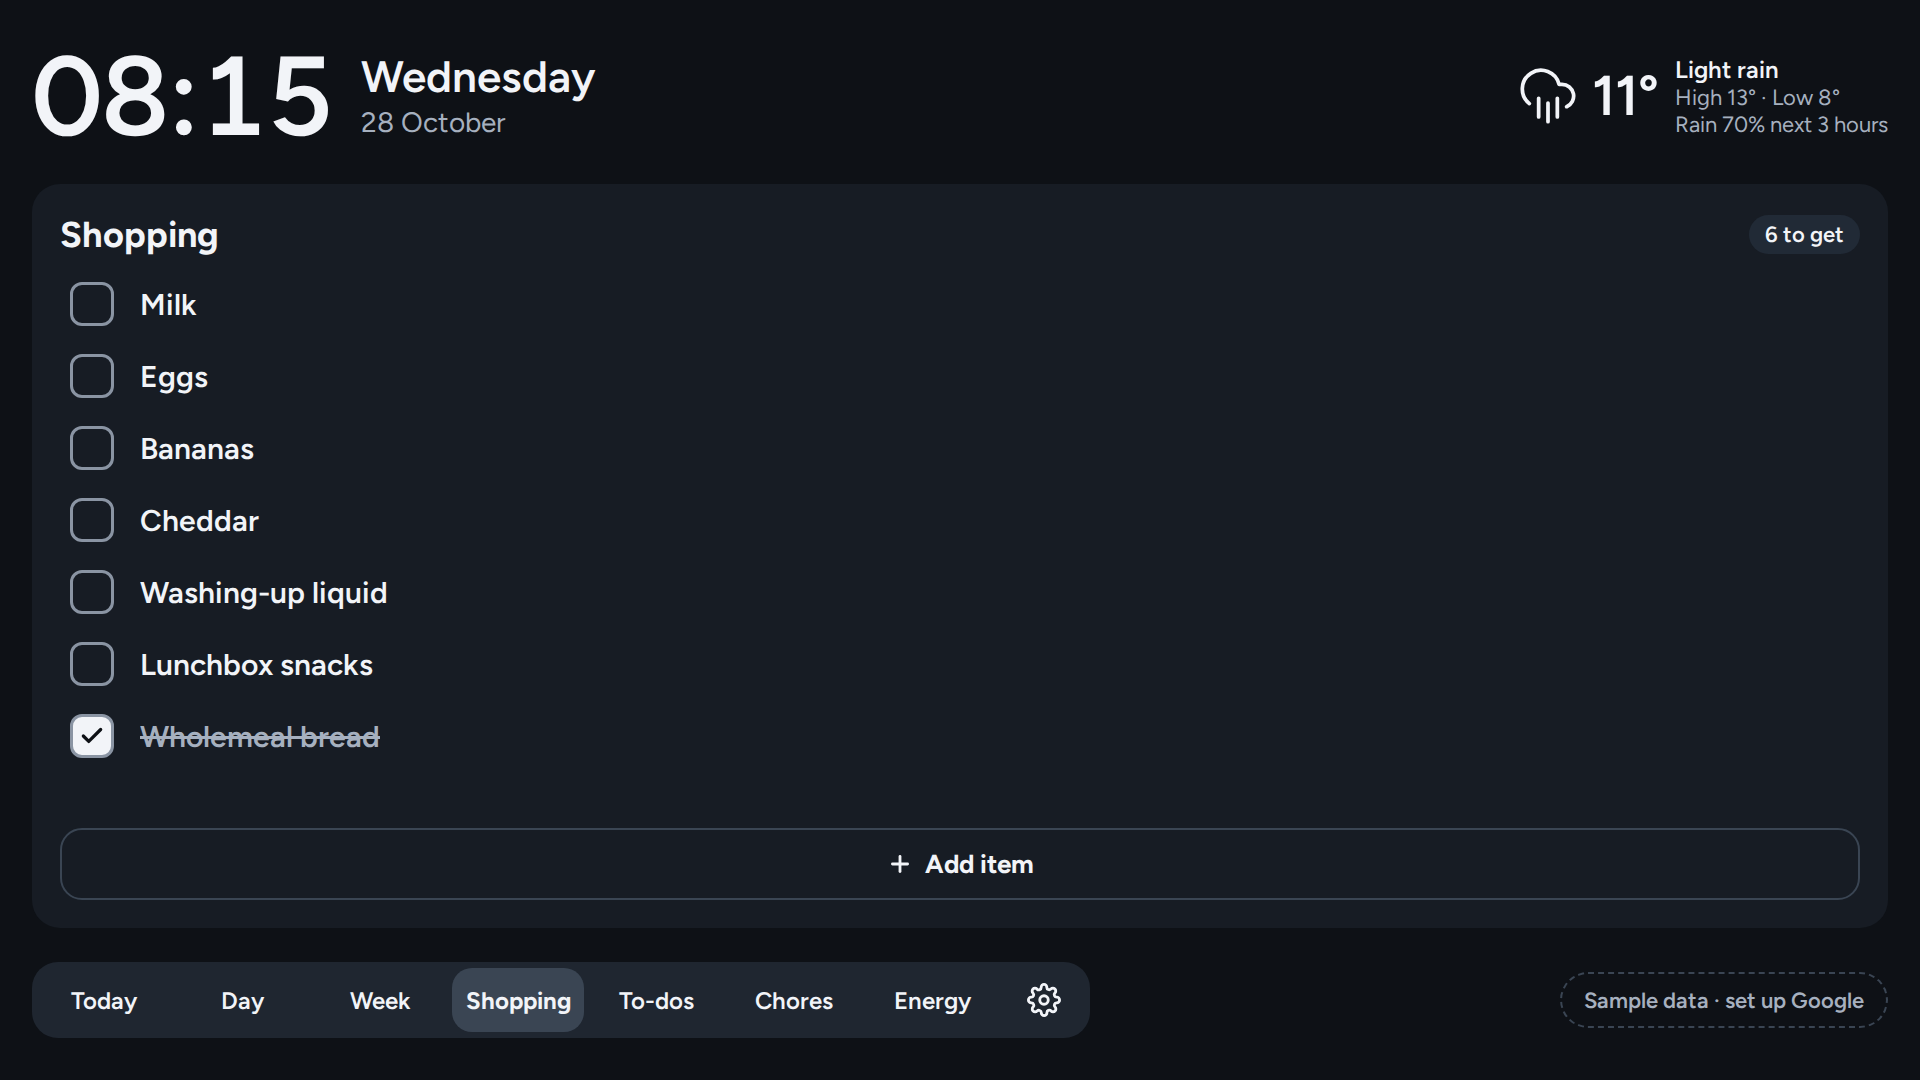 08:15
Wednesday
28 October
11°
Light rain
High 13° · Low 8°
Rain 70% next 3 hours
Shopping
6 to get
Milk
Eggs
Bananas
Cheddar
Washing-up liquid
Lunchbox snacks
Wholemeal bread
+ Add item
Today
Day
Week
Shopping
To-dos
Chores
Energy
Sample data · set up Google